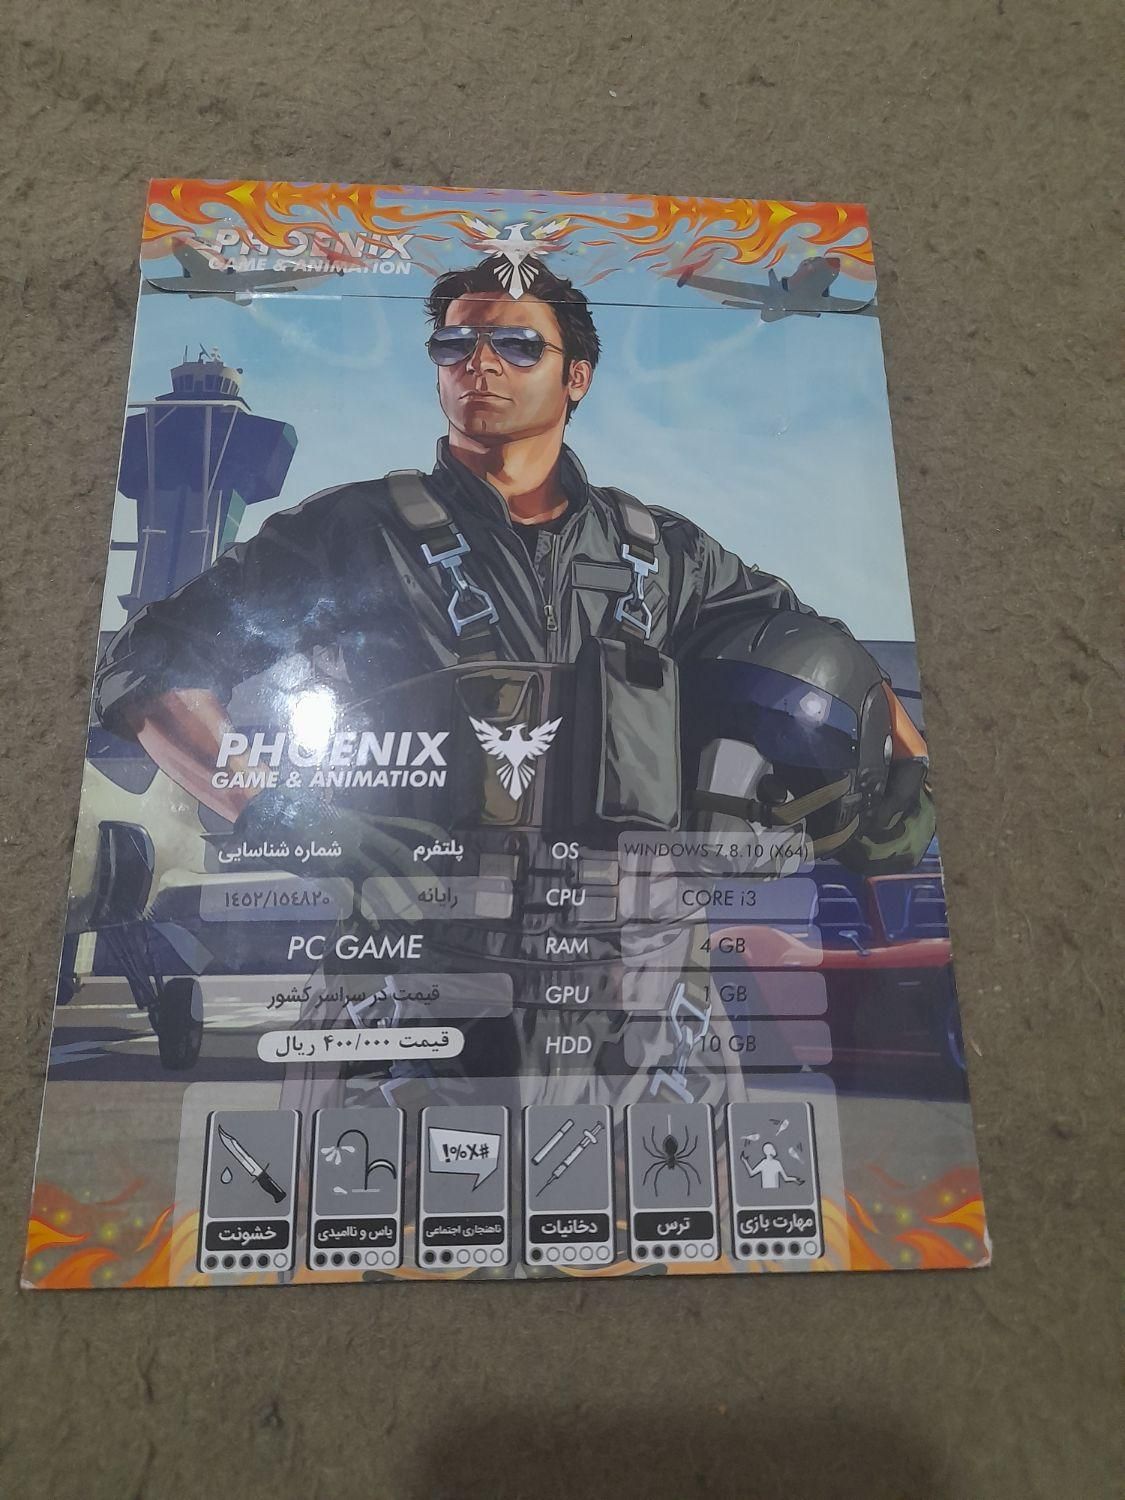 PHOENIX
GAME & ANIMATION
PHOENIX
GAME & ANIMATION
شماره شناسایی
پلتفرم
OS
WINDOWS 7,8,10 (X64)
۱٤٥٢/۱٥٤۸۲۰
رایانه
CPU
CORE i3
PC GAME
RAM
4 GB
قیمت در سراسر کشور
GPU
1 GB
قیمت ۴۰۰/۰۰۰ ریال
HDD
10 GB
#X%!
خشونت
یاس و ناامیدی
ناهنجاری اجتماعی
دخانیات
ترس
مهارت بازی